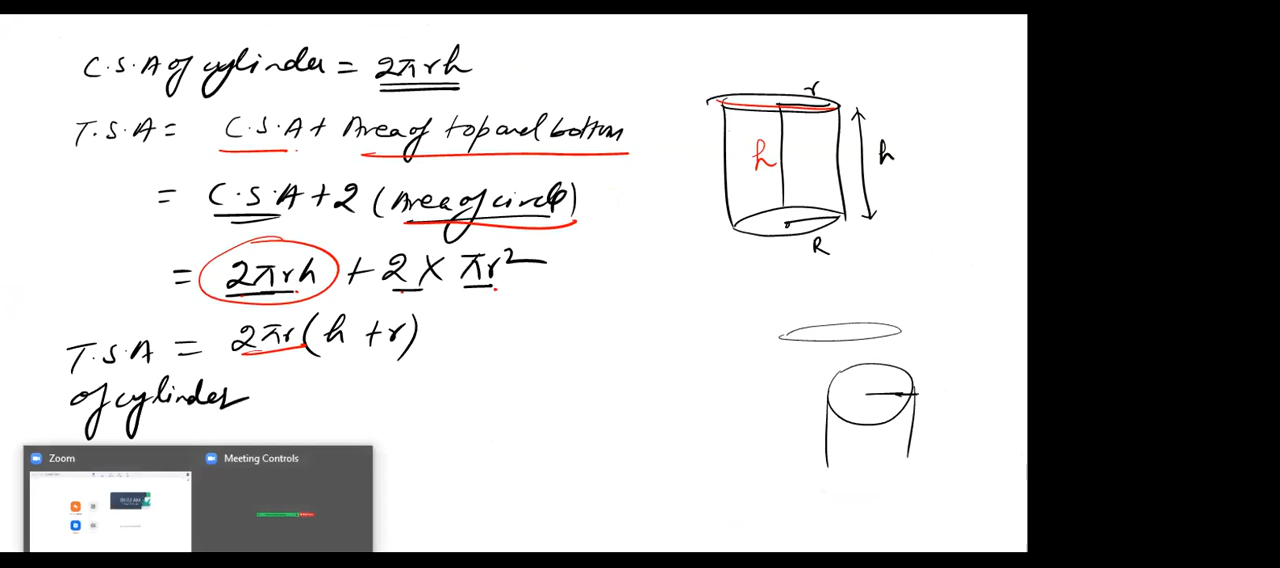 C.S.A of cylinder = 2πrh
T.S.A = C.S.A + Area of top and bottom
= C.S.A + 2 (Area of circle)
= 2πrh + 2 × πr²
T.S.A = 2πr(h + r)
of cylinder
r
h
h
R
Zoom
Meeting Controls